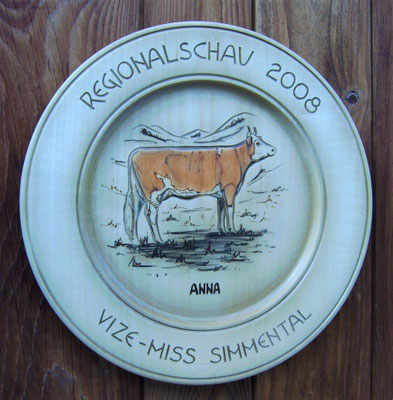 REGIONALSCHAU 2008
ANNA
VIZE-MISS SIMMENTAL